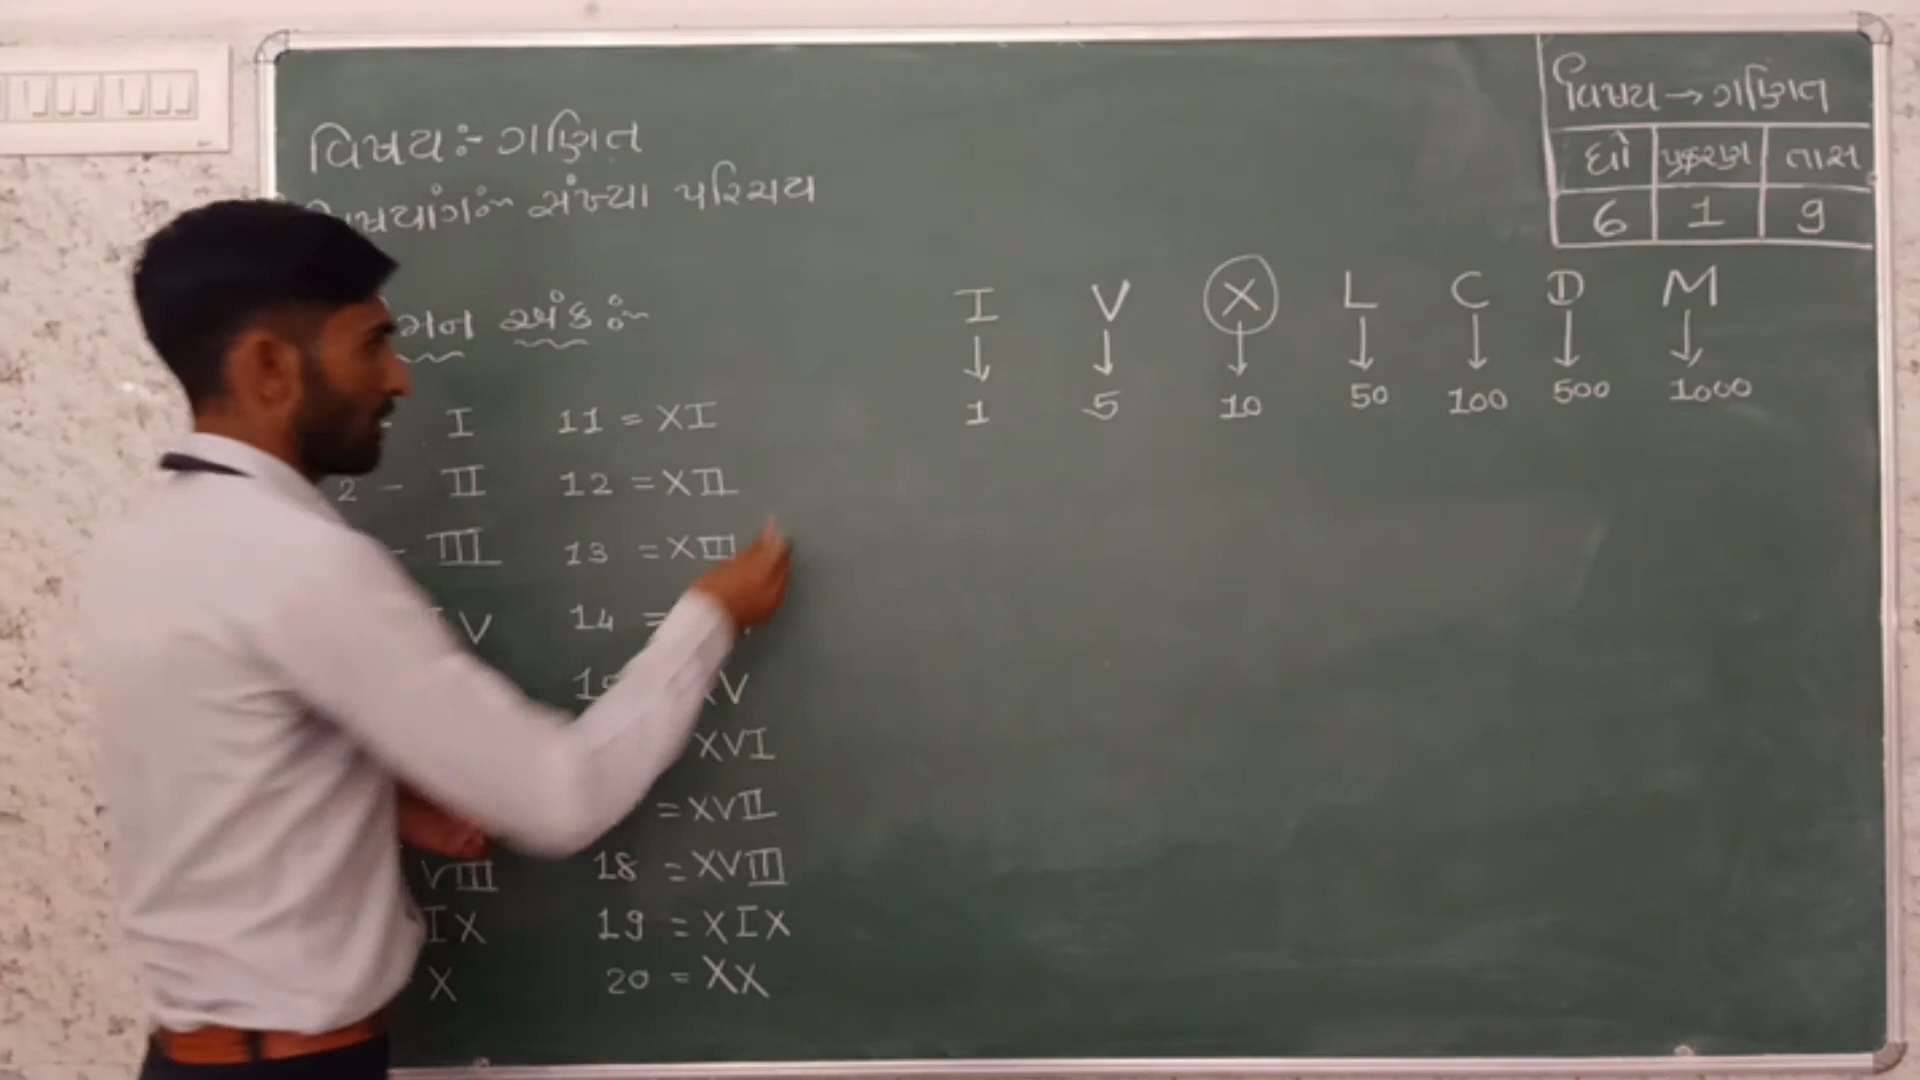 વિષય:- ગણિત
સંખ્યા પરિચય
વિષય → ગણિત
ધો પ્રકરણ તાસ
6 1 9
અંક :-
I V X L C D M
↓ ↓ ↓ ↓ ↓ ↓ ↓
1 5 10 50 100 500 1000
- I 11 = XI
2 - II 12 = XII
- III 13 = XIII
V 14 =
XV
XVI
= XVII
VIII 18 = XVIII
IX 19 = XIX
X 20 = XX